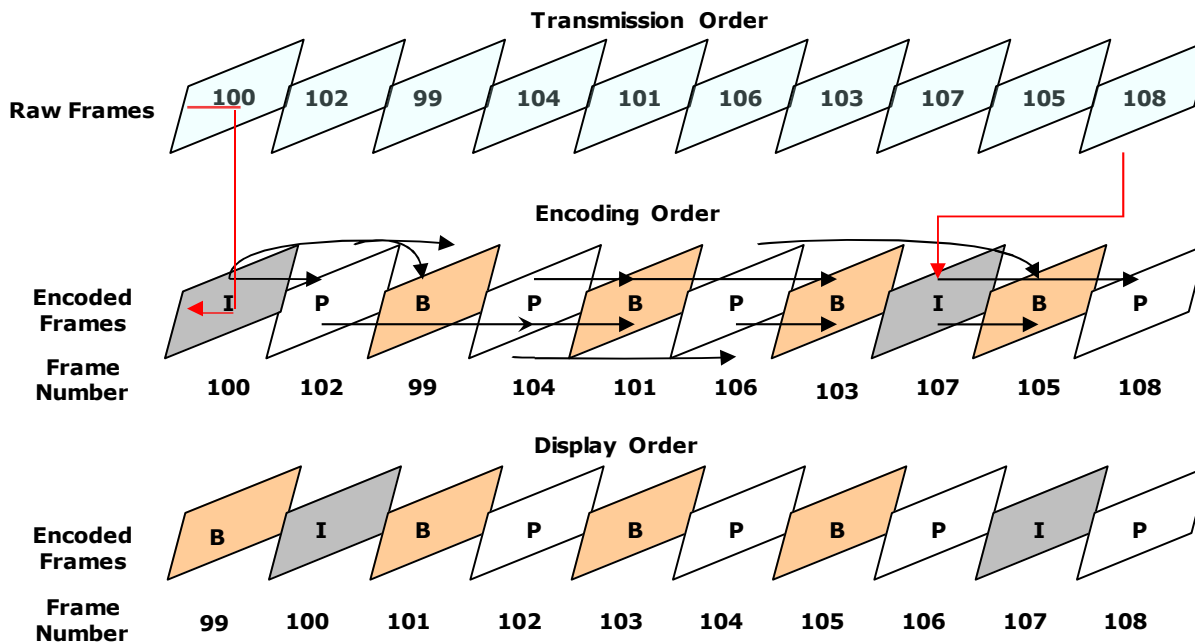 Transmission Order
Raw Frames
100 102 99 104 101 106 103 107 105 108
Encoding Order
Encoded
Frames
I P B P B P B I B P
Frame
Number
100 102 99 104 101 106 103 107 105 108
Display Order
Encoded
Frames
B I B P B P B P I P
Frame
Number
99 100 101 102 103 104 105 106 107 108